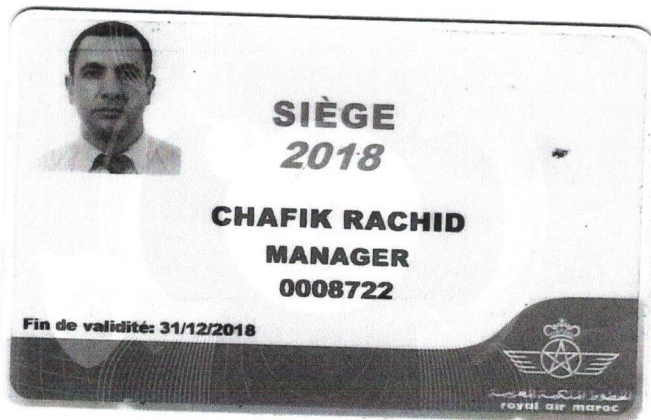 SIÈGE
2018
CHAFIK RACHID
MANAGER
0008722
Fin de validité: 31/12/2018
الخطوط الملكية المغربية
royal air maroc